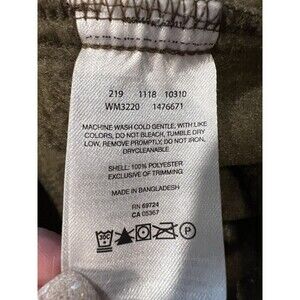 219 1118 10310
WM3220 1476671
MACHINE WASH COLD GENTLE, WITH LIKE
COLORS, DO NOT BLEACH, TUMBLE DRY
LOW, REMOVE PROMPTLY. DO NOT IRON,
DRYCLEANABLE
SHELL: 100% POLYESTER
EXCLUSIVE OF TRIMMING
MADE IN BANGLADESH
RN 69724
CA 05367
30C P